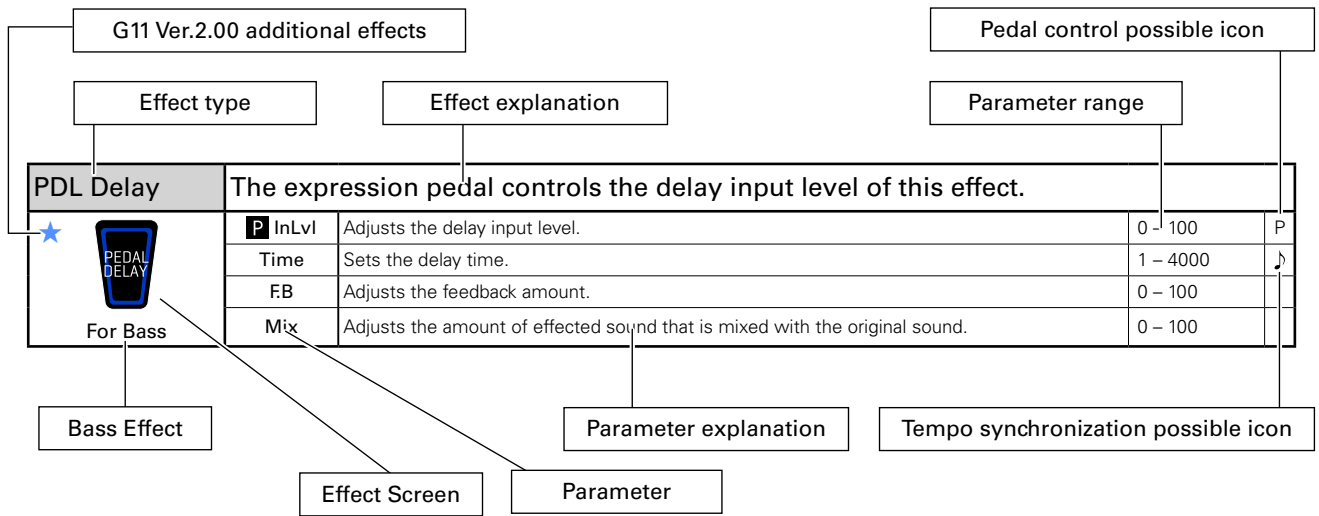 G11 Ver.2.00 additional effects
Pedal control possible icon
Effect type
Effect explanation
Parameter range
PDL Delay
The expression pedal controls the delay input level of this effect.
P InLvl
Adjusts the delay input level.
0 - 100
P
Time
Sets the delay time.
1 – 4000
♪
F.B
Adjusts the feedback amount.
0 – 100
Mix
Adjusts the amount of effected sound that is mixed with the original sound.
0 – 100
PEDAL
DELAY
For Bass
Bass Effect
Parameter explanation
Tempo synchronization possible icon
Effect Screen
Parameter